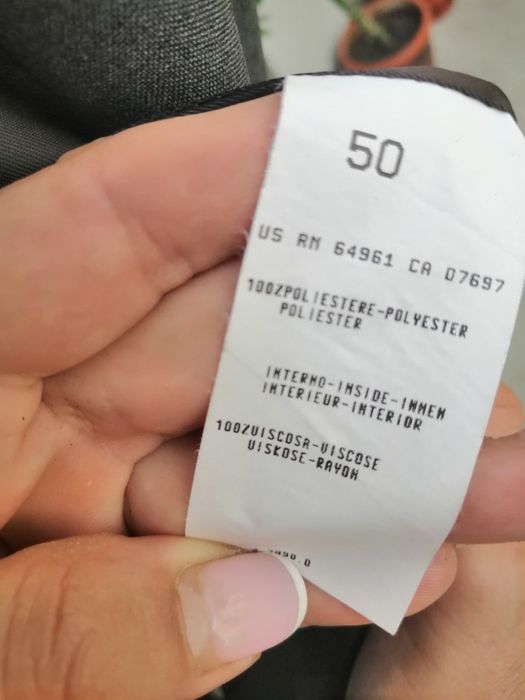 50
US RN 64961 CA 07697
100%POLIESTERE-POLYESTER
POLIESTER
INTERNO-INSIDE-INNEN
INTERIEUR-INTERIOR
100%VISCOSA-VISCOSE
VISKOSE-RAYON